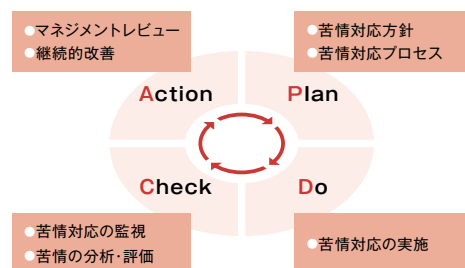 ●マネジメントレビュー
●継続的改善
●苦情対応方針
●苦情対応プロセス
Action
Plan
Check
Do
●苦情対応の監視
●苦情の分析・評価
●苦情対応の実施